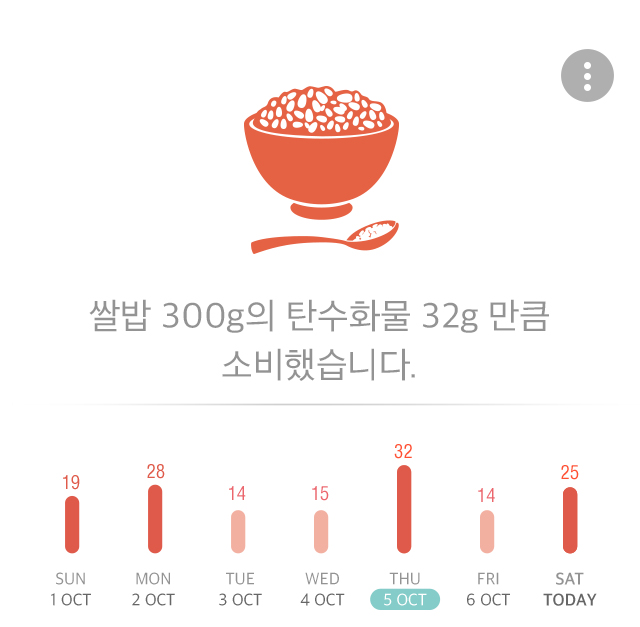 쌀밥 300g의 탄수화물 32g 만큼
소비했습니다.
19 28 14 15 32 14 25
SUN MON TUE WED THU FRI SAT
1 OCT 2 OCT 3 OCT 4 OCT 5 OCT 6 OCT TODAY